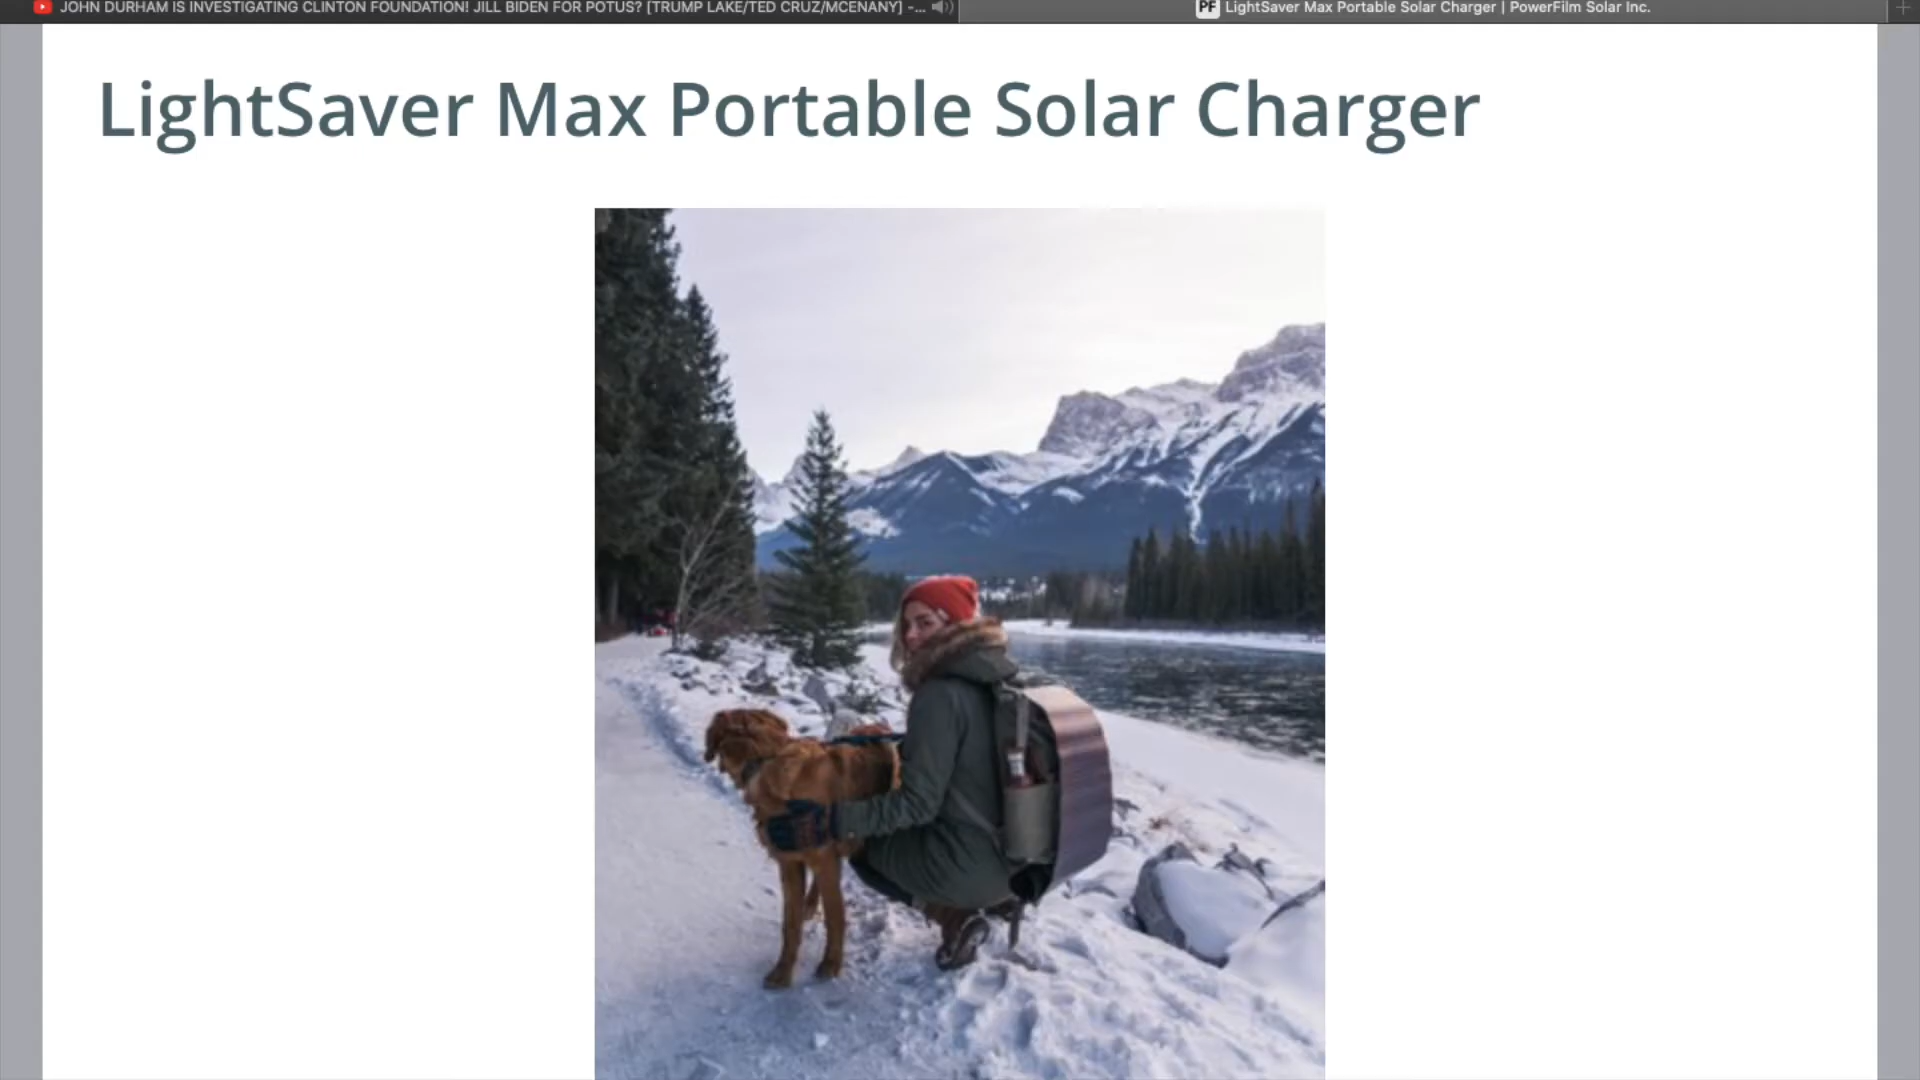 JOHN DURHAM IS INVESTIGATING CLINTON FOUNDATION! JILL BIDEN FOR POTUS? [TRUMP LAKE/TED CRUZ/MCENANY] -...
PF LightSaver Max Portable Solar Charger | PowerFilm Solar Inc.
LightSaver Max Portable Solar Charger